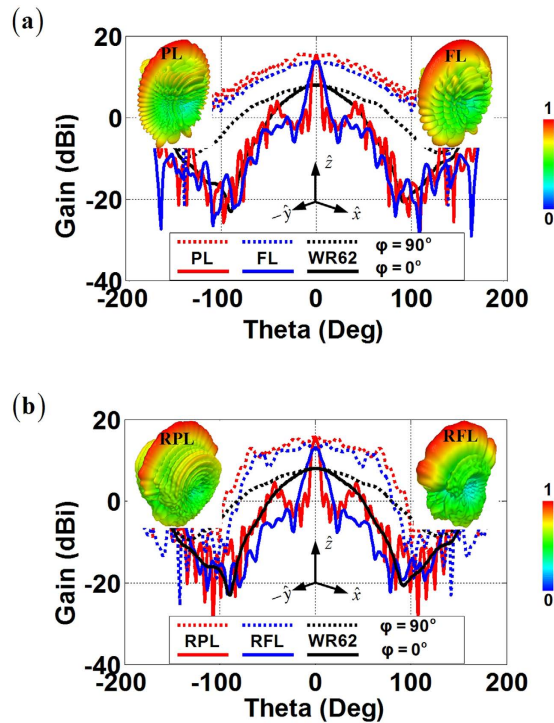 (a)
20
0
-20
-40
Gain (dBi)
PL
FL
1
0
ẑ
-ŷ
x̂
φ = 90°
PL FL WR62
φ = 0°
-200 -100 0 100 200
Theta (Deg)
(b)
20
0
-20
-40
Gain (dBi)
RPL
RFL
1
0
ẑ
-ŷ
x̂
φ = 90°
RPL RFL WR62
φ = 0°
-200 -100 0 100 200
Theta (Deg)